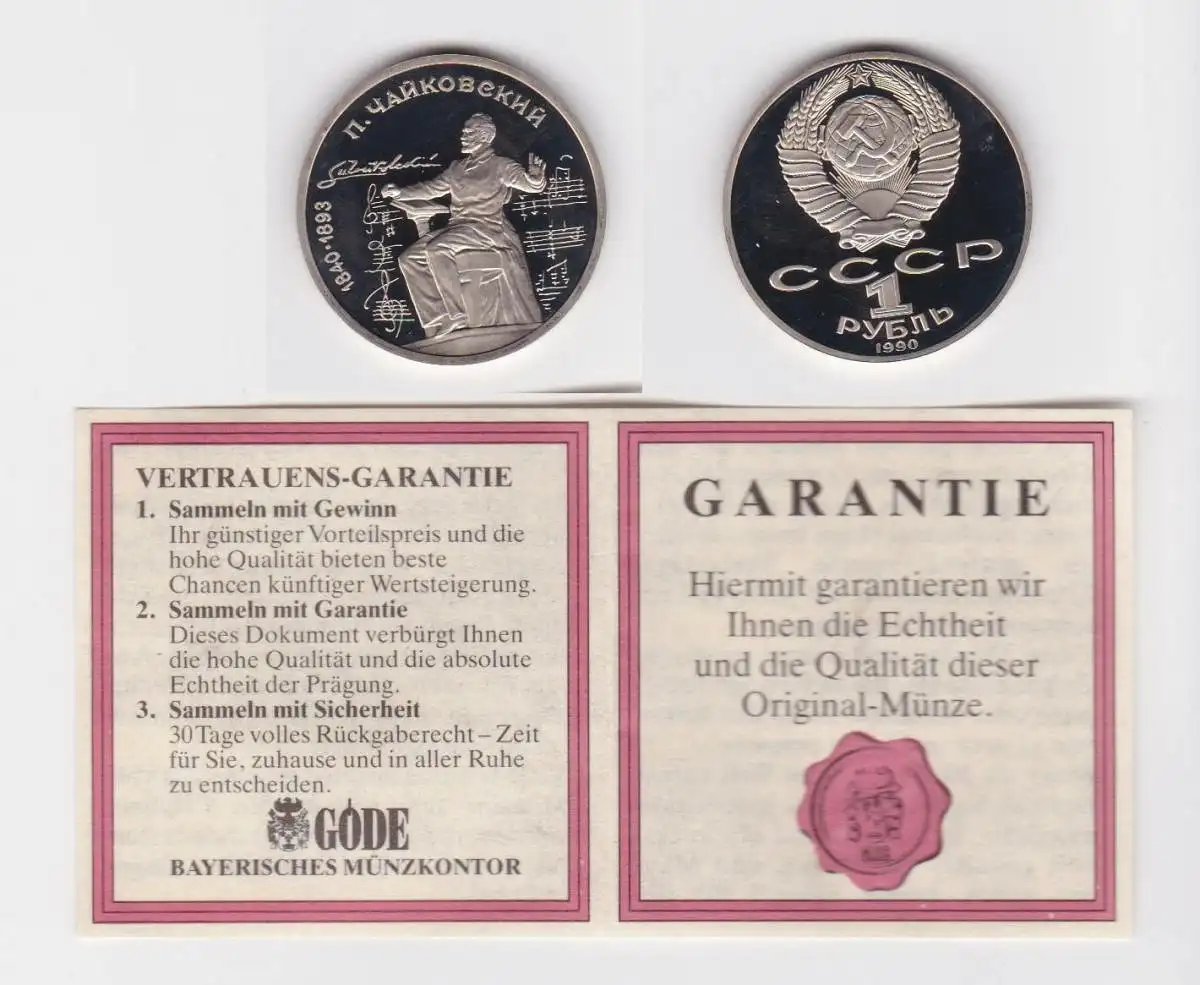 П. ЧАЙКОВСКИЙ
1840·1893
СССР
1
РУБЛЬ
1990
VERTRAUENS-GARANTIE
1. Sammeln mit Gewinn
Ihr günstiger Vorteilspreis und die
hohe Qualität bieten beste
Chancen künftiger Wertsteigerung.
2. Sammeln mit Garantie
Dieses Dokument verbürgt Ihnen
die hohe Qualität und die absolute
Echtheit der Prägung.
3. Sammeln mit Sicherheit
30 Tage volles Rückgaberecht – Zeit
für Sie, zuhause und in aller Ruhe
zu entscheiden.
GÖDE
BAYERISCHES MÜNZKONTOR
GARANTIE
Hiermit garantieren wir
Ihnen die Echtheit
und die Qualität dieser
Original-Münze.